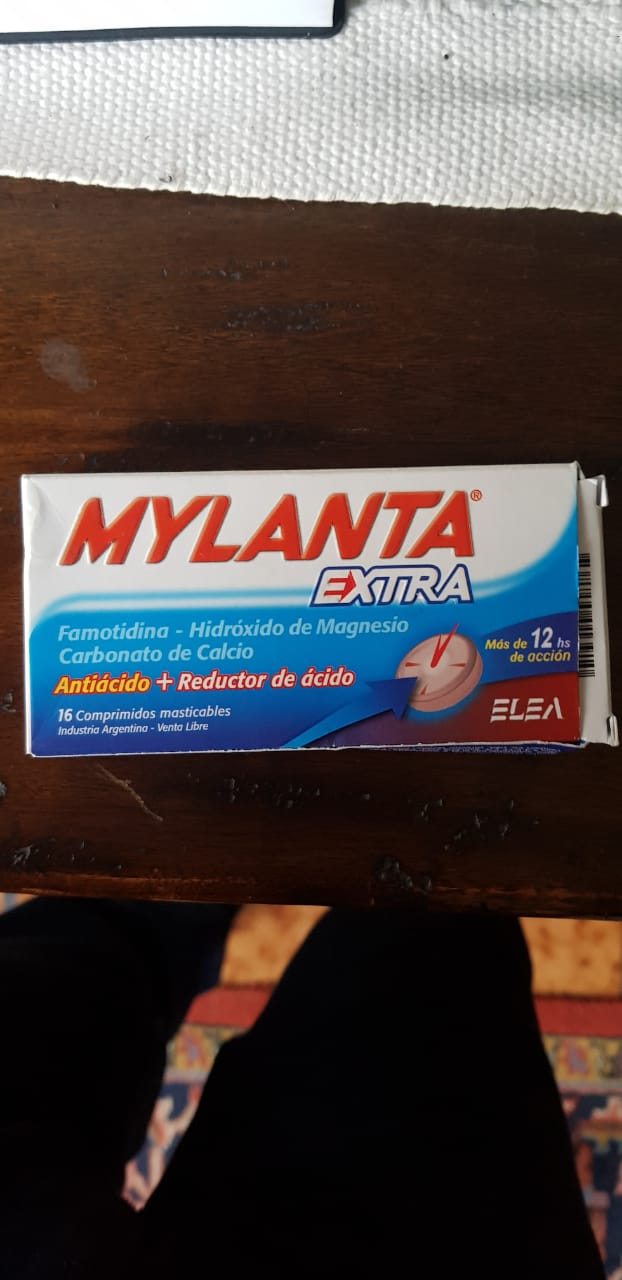 MYLANTA®
EXTRA
Famotidina - Hidróxido de Magnesio
Carbonato de Calcio
Antiácido + Reductor de ácido
16 Comprimidos masticables
Industria Argentina - Venta Libre
Más de 12 hs
de acción
ELEA